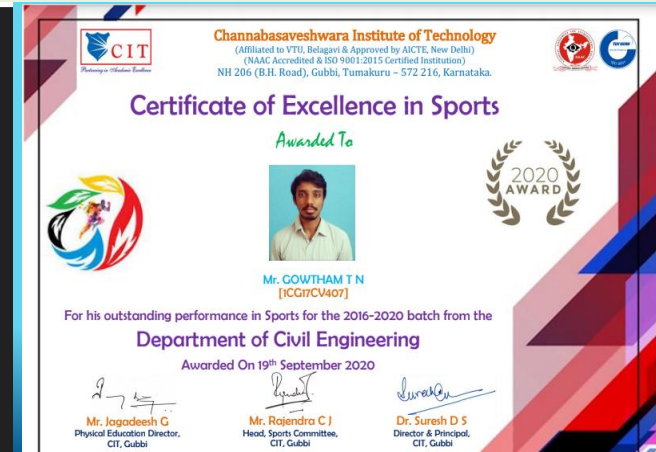 CIT
Partnering in Academic Excellence
Channabasaveshwara Institute of Technology
(Affiliated to VTU, Belagavi & Approved by AICTE, New Delhi)
(NAAC Accredited & ISO 9001:2015 Certified Institution)
NH 206 (B.H. Road), Gubbi, Tumakuru – 572 216, Karnataka.
Certificate of Excellence in Sports
Awarded To
2020
AWARD
Mr. GOWTHAM T N
[1CG17CV407]
For his outstanding performance in Sports for the 2016-2020 batch from the
Department of Civil Engineering
Awarded On 19th September 2020
Mr. Jagadeesh G
Physical Education Director,
CIT, Gubbi
Mr. Rajendra C J
Head, Sports Committee,
CIT, Gubbi
Dr. Suresh D S
Director & Principal,
CIT, Gubbi